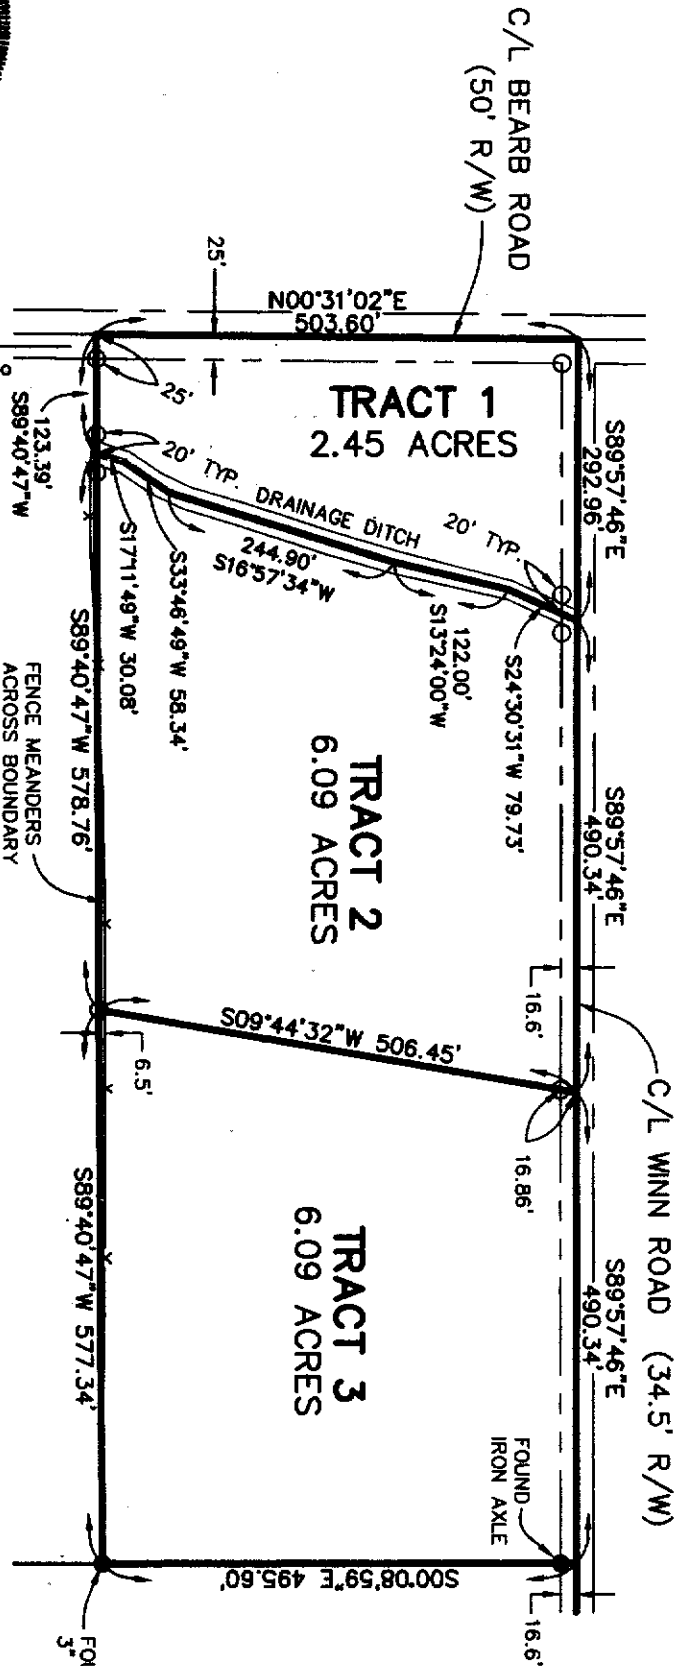 C/L BEARB ROAD
(50' R/W)
25'
N00°31'02"E
503.60'
TRACT 1
2.45 ACRES
S89°57'46"E
292.96'
25'
123.39'
S89°40'47"W
20' TYP.
DRAINAGE DITCH
20' TYP.
244.90'
S16°57'34"W
S17°11'49"W 30.08'
S33°46'49"W 58.34'
122.00'
S13°24'00"W
S24°30'31"W 79.73'
TRACT 2
6.09 ACRES
S89°57'46"E
490.34'
S89°40'47"W 578.76'
FENCE MEANDERS
ACROSS BOUNDARY
16.6'
C/L WINN ROAD (34.5' R/W)
S09°44'32"W 506.45'
6.5'
16.86'
TRACT 3
6.09 ACRES
S89°57'46"E
490.34'
S89°40'47"W 577.34'
FOUND
IRON AXLE
S00°08'59"E 495.60'
16.6'
3"